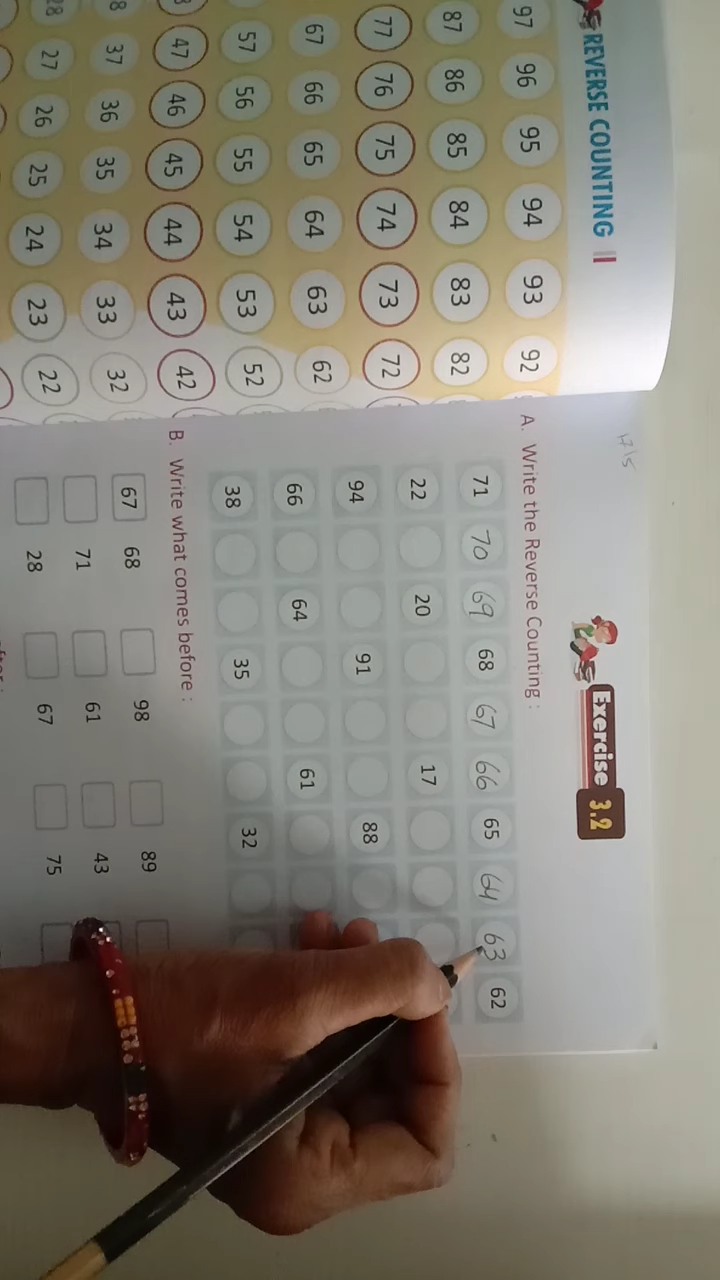 REVERSE COUNTING
97 96 95 94 93 92
87 86 85 84 83 82
77 76 75 74 73 72
67 66 65 64 63 62
57 56 55 54 53 52
47 46 45 44 43 42
37 36 35 34 33 32
28 27 26 25 24 23 22
17/5
Exercise 3.2
A. Write the Reverse Counting :
71 70 69 68 67 66 65 64 63 62
22 20 17
94 91 88
66 64 61
38 35 32
B. Write what comes before :
67 68 98 89
71 61 43
28 67 75